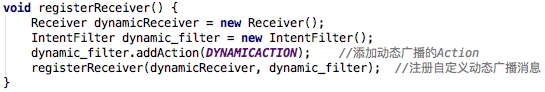 void registerReceiver() {
    Receiver dynamicReceiver = new Receiver();
    IntentFilter dynamic_filter = new IntentFilter();
    dynamic_filter.addAction(DYNAMICACTION);    //添加动态广播的Action
    registerReceiver(dynamicReceiver, dynamic_filter);  //注册自定义动态广播消息
}